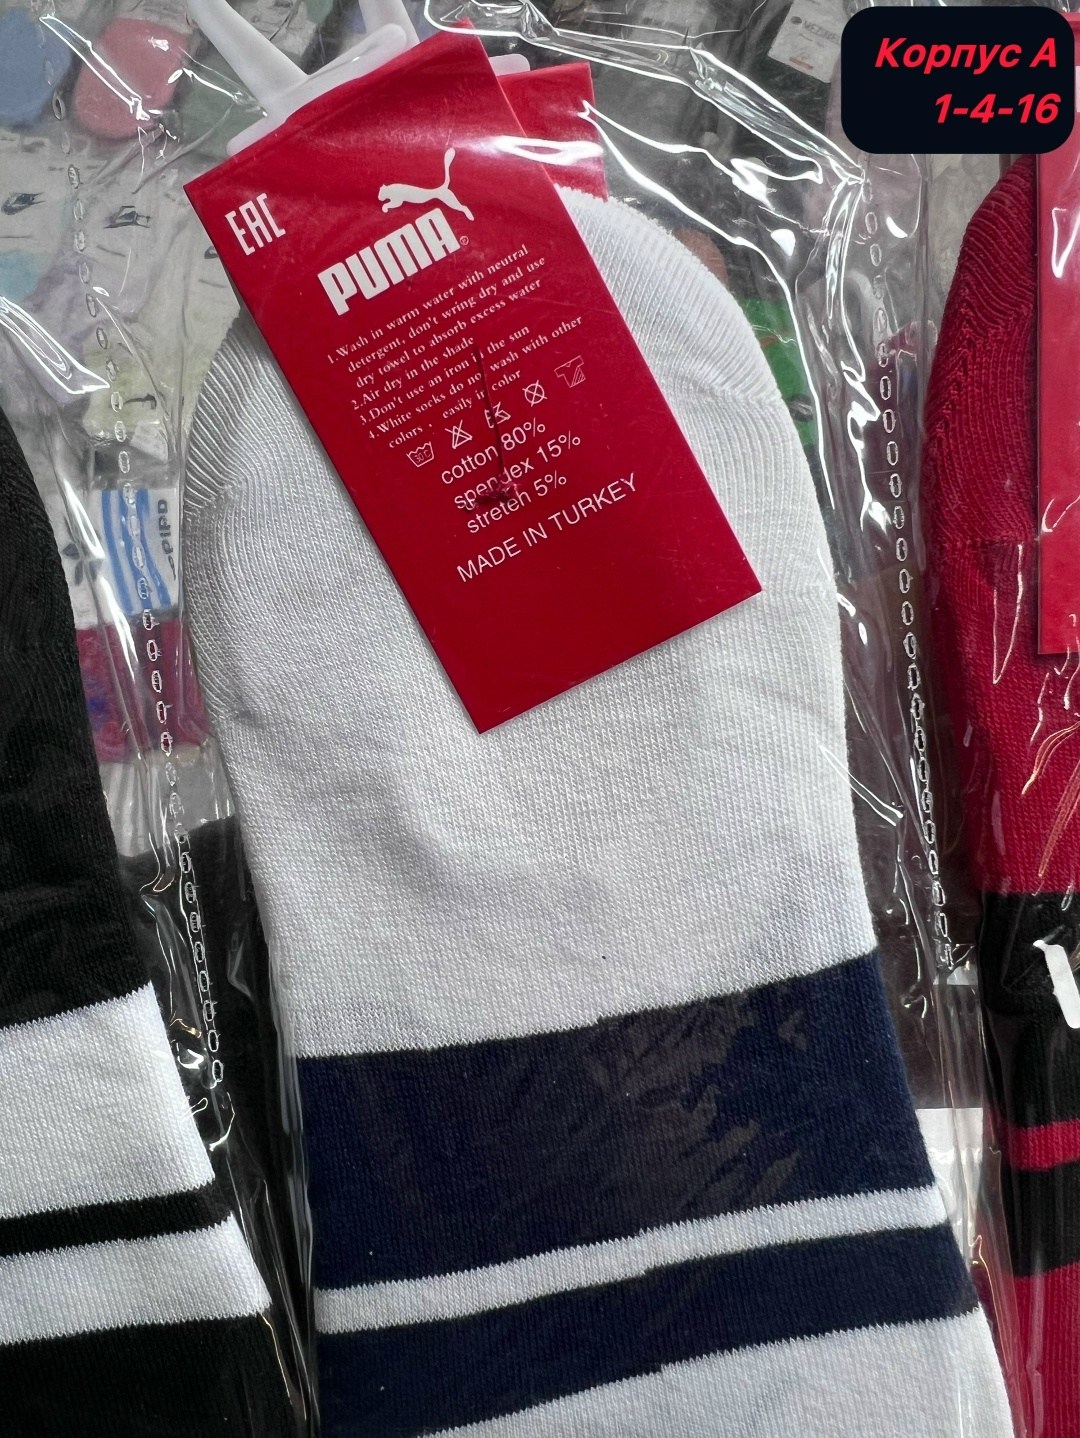 Корпус А
1-4-16
EAC
PUMA
1.Wash in warm water with neutral
detergent, don't wring dry and use
dry towel to absorb excess water
2.Air dry in the shade
3.Don't use an iron in the sun
4.White socks do not wash with other
colors · easily in color
30°C
cotton 80%
spendex 15%
streteh 5%
MADE IN TURKEY